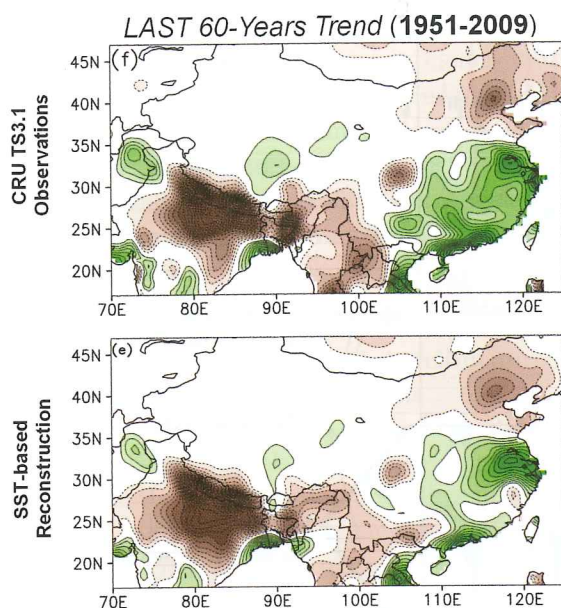 LAST 60-Years Trend (1951-2009)
CRU TS3.1
Observations
(f)
45N
40N
35N
30N
25N
20N
70E 80E 90E 100E 110E 120E
SST-based
Reconstruction
(e)
45N
40N
35N
30N
25N
20N
70E 80E 90E 100E 110E 120E